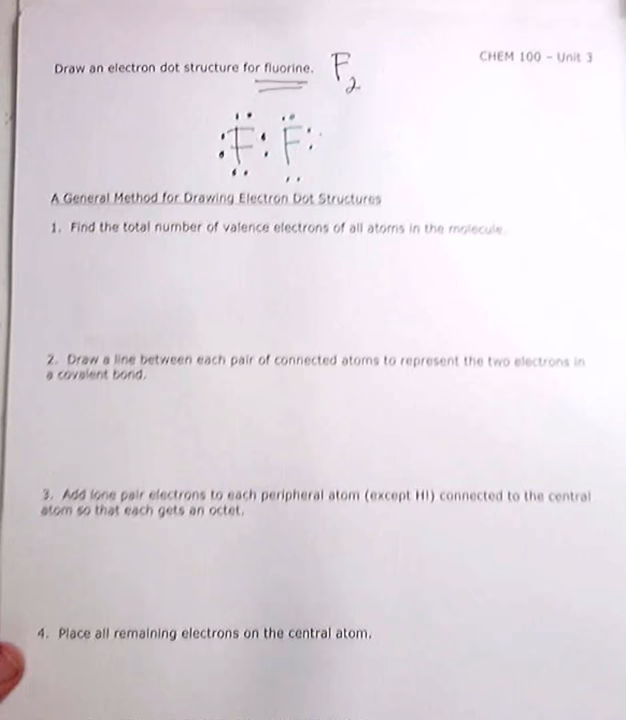 CHEM 100 - Unit 3
Draw an electron dot structure for fluorine. F2
F : F
A General Method for Drawing Electron Dot Structures
1. Find the total number of valence electrons of all atoms in the molecule.
2. Draw a line between each pair of connected atoms to represent the two electrons in
a covalent bond.
3. Add lone pair electrons to each peripheral atom (except H!) connected to the central
atom so that each gets an octet.
4. Place all remaining electrons on the central atom.